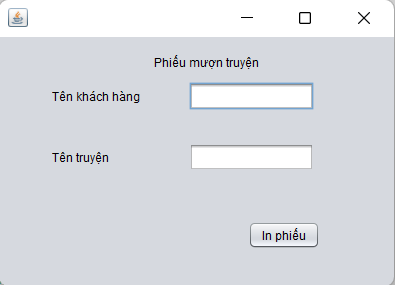 Phiếu mượn truyện
Tên khách hàng
Tên truyện
In phiếu